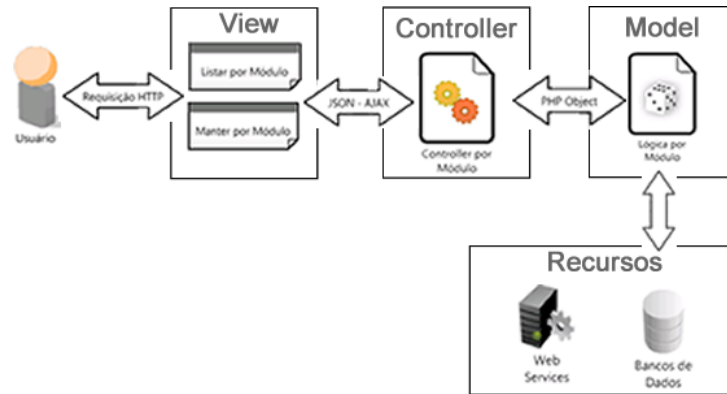 View
Controller
Model
Listar por Módulo
Requisição HTTP
JSON - AJAX
PHP Object
Manter por Módulo
Usuário
Controller por
Módulo
Lógica por
Módulo
Recursos
Web
Services
Bancos de
Dados